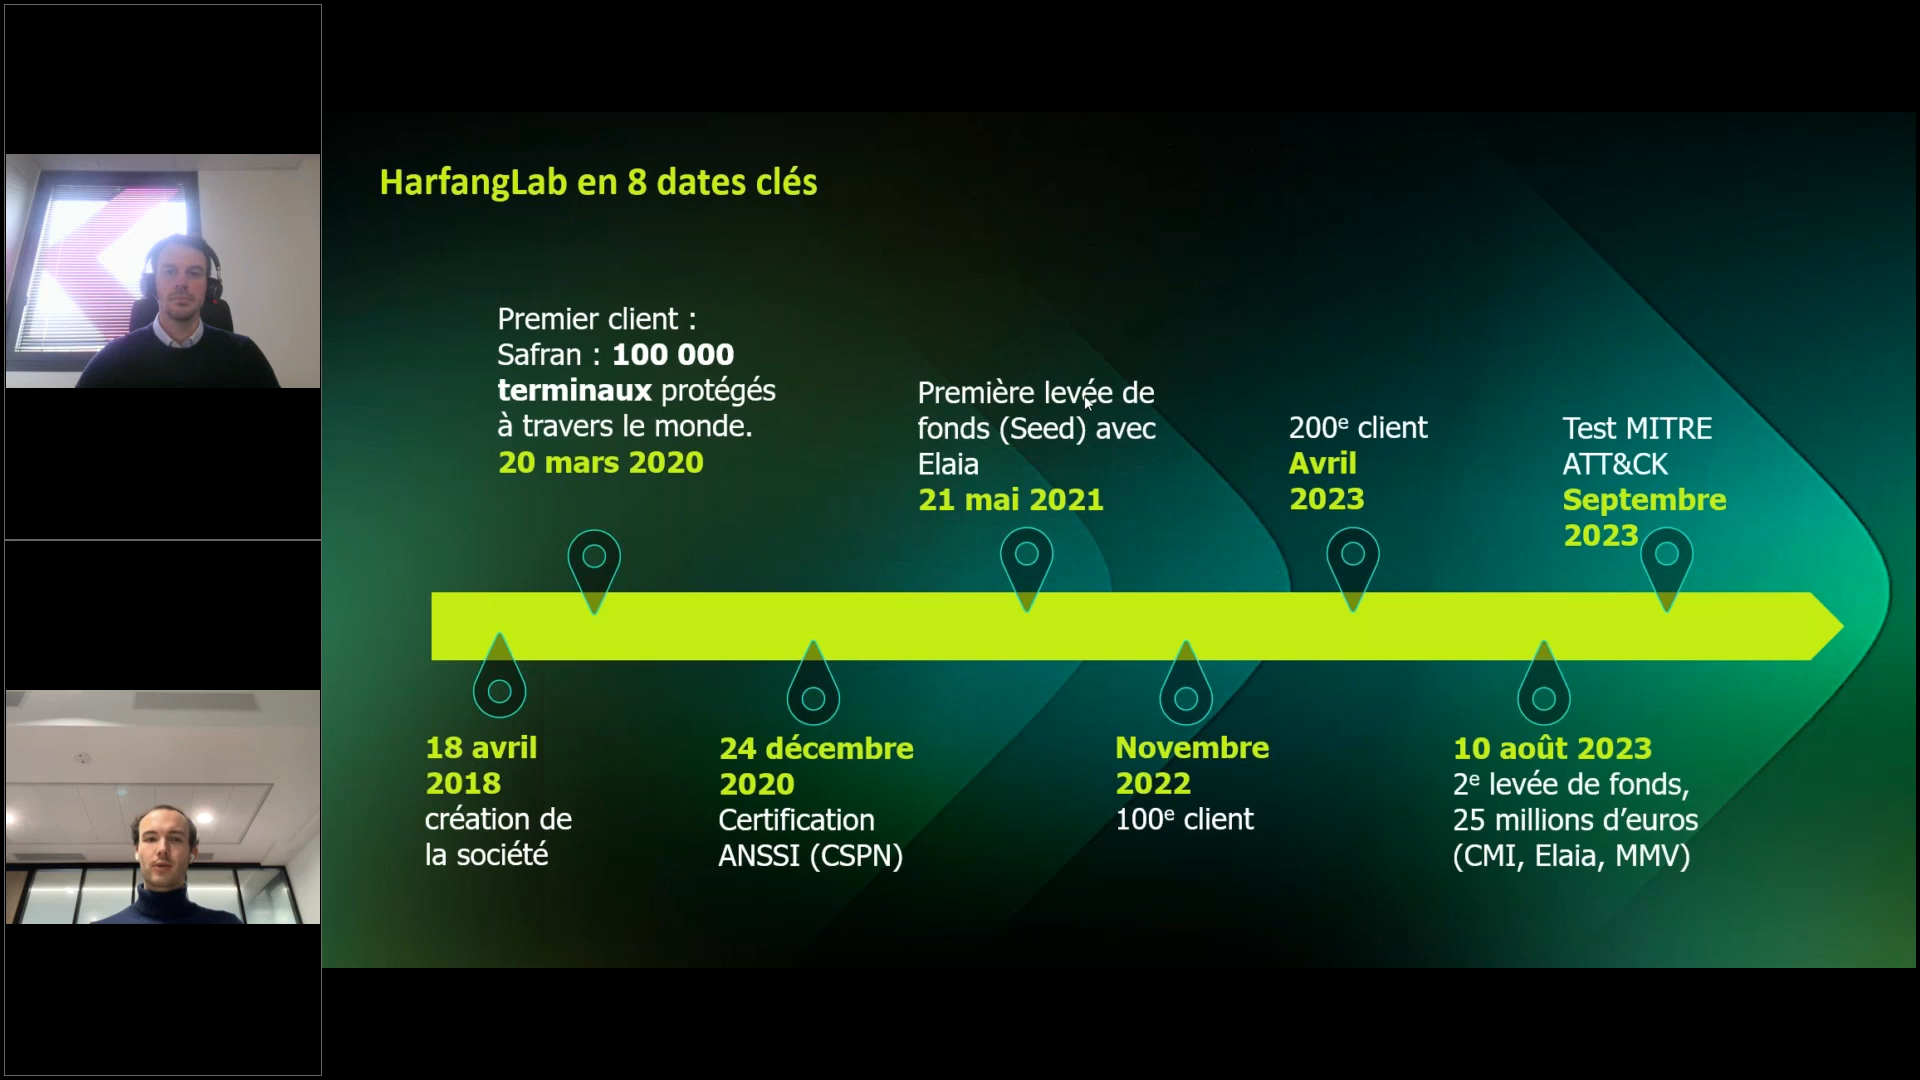 HarfangLab en 8 dates clés
Premier client :
Safran : 100 000
terminaux protégés
à travers le monde.
20 mars 2020
Première levée de
fonds (Seed) avec
Elaia
21 mai 2021
200e client
Avril
2023
Test MITRE
ATT&CK
Septembre
2023
18 avril
2018
création de
la société
24 décembre
2020
Certification
ANSSI (CSPN)
Novembre
2022
100e client
10 août 2023
2e levée de fonds,
25 millions d’euros
(CMI, Elaia, MMV)